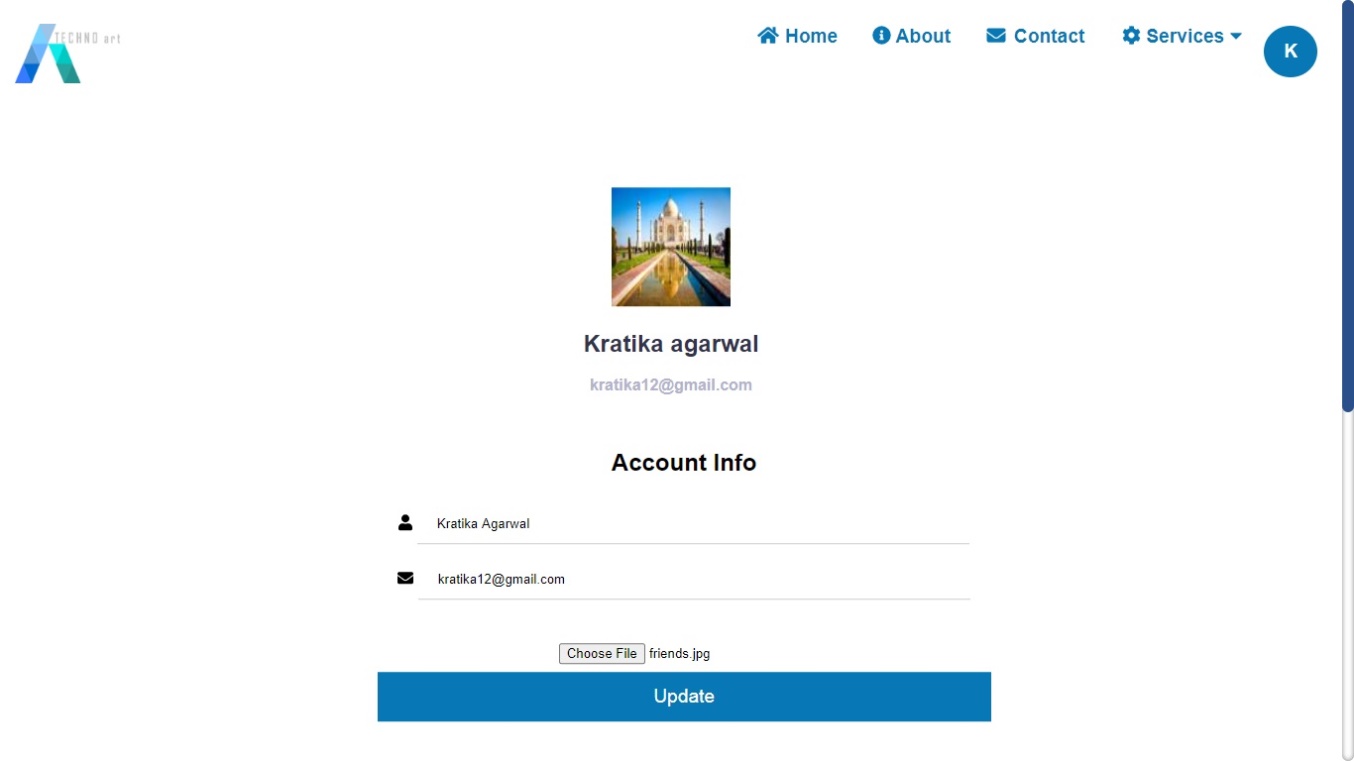 TECHNO art
Home About Contact Services K
Kratika agarwal
kratika12@gmail.com
Account Info
Kratika Agarwal
kratika12@gmail.com
Choose File friends.jpg
Update